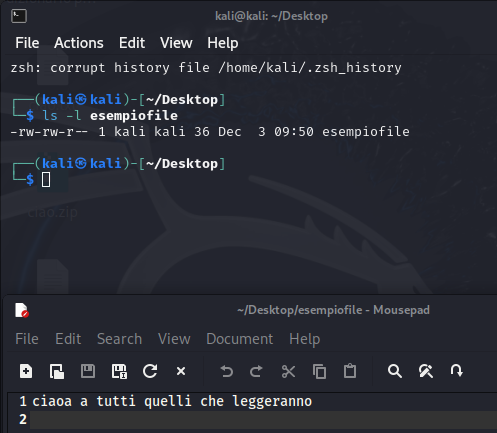 kali@kali: ~/Desktop
File Actions Edit View Help
zsh: corrupt history file /home/kali/.zsh_history
┌──(kali㉿kali)-[~/Desktop]
└─$ ls -l esempiofile
-rw-rw-r-- 1 kali kali 36 Dec  3 09:50 esempiofile
┌──(kali㉿kali)-[~/Desktop]
└─$
ciao.zip
~/Desktop/esempiofile - Mousepad
File Edit Search View Document Help
1 ciaoa a tutti quelli che leggeranno
2